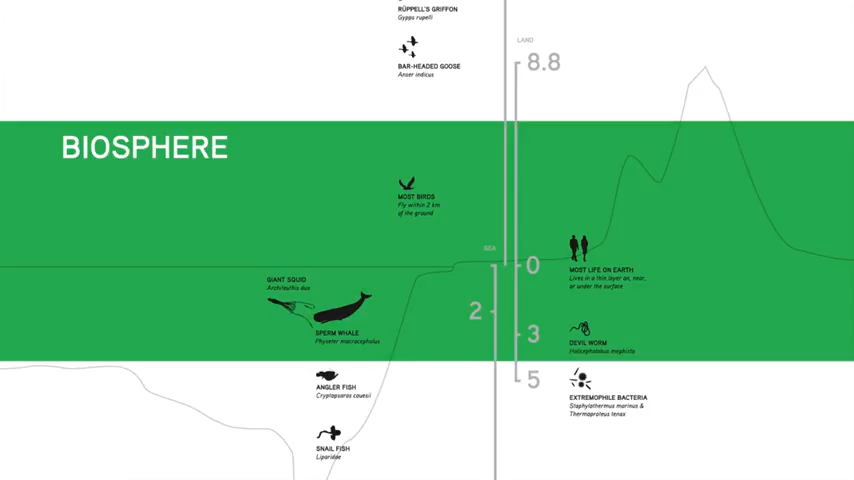 RÜPPELL'S GRIFFON
Gyps rupelli
LAND
8.8
BAR-HEADED GOOSE
Anser indicus
BIOSPHERE
MOST BIRDS
Fly within 2 km
of the ground
SEA
0
MOST LIFE ON EARTH
Lives in a thin layer on, near,
or under the surface
GIANT SQUID
Architeuthis dux
2
SPERM WHALE
Physeter macrocephalus
3
DEVIL WORM
Halicephalobus mephisto
5
ANGLER FISH
Cryptopsaras couesii
EXTREMOPHILE BACTERIA
Staphylothermus marinus &
Thermoproteus tenax
SNAIL FISH
Liparidae